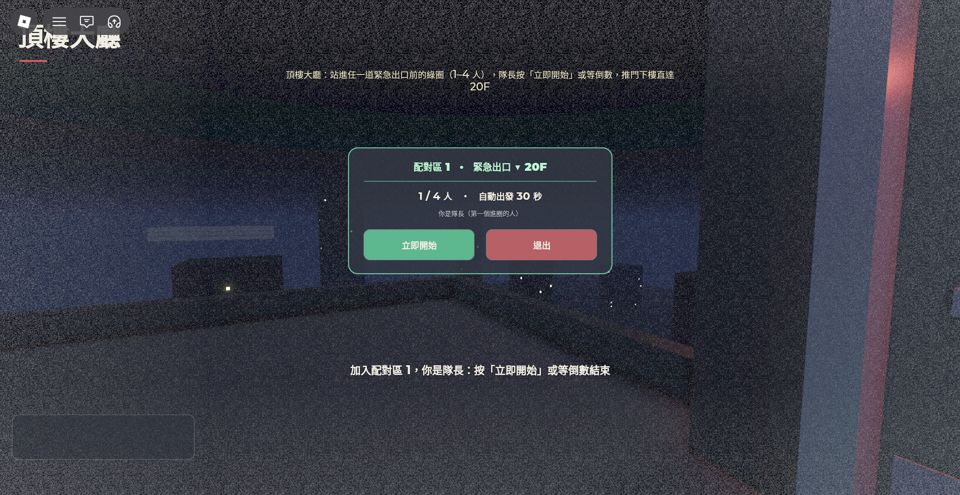 頂樓大廳
頂樓大廳：站進任一道緊急出口前的綠圈（1–4 人），隊長按「立即開始」或等倒數，推門下樓直達
20F
配對區 1 • 緊急出口 ▼ 20F
1 / 4 人 • 自動出發 30 秒
你是隊長（第一個進圈的人）
立即開始
退出
加入配對區 1，你是隊長：按「立即開始」或等倒數結束